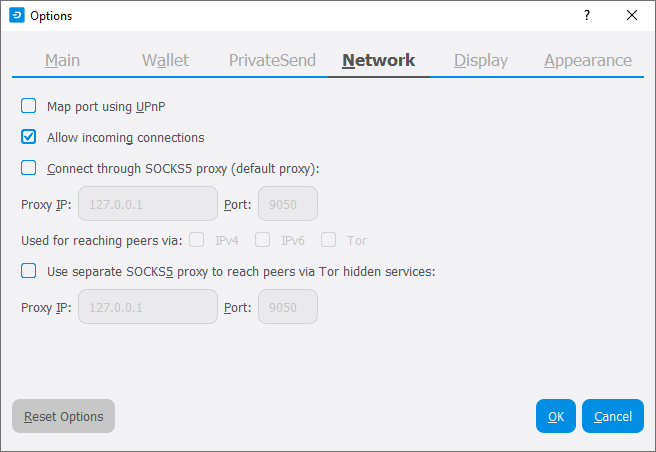 Options
Main Wallet PrivateSend Network Display Appearance
Map port using UPnP
Allow incoming connections
Connect through SOCKS5 proxy (default proxy):
Proxy IP: 127.0.0.1 Port: 9050
Used for reaching peers via: IPv4 IPv6 Tor
Use separate SOCKS5 proxy to reach peers via Tor hidden services:
Proxy IP: 127.0.0.1 Port: 9050
Reset Options OK Cancel